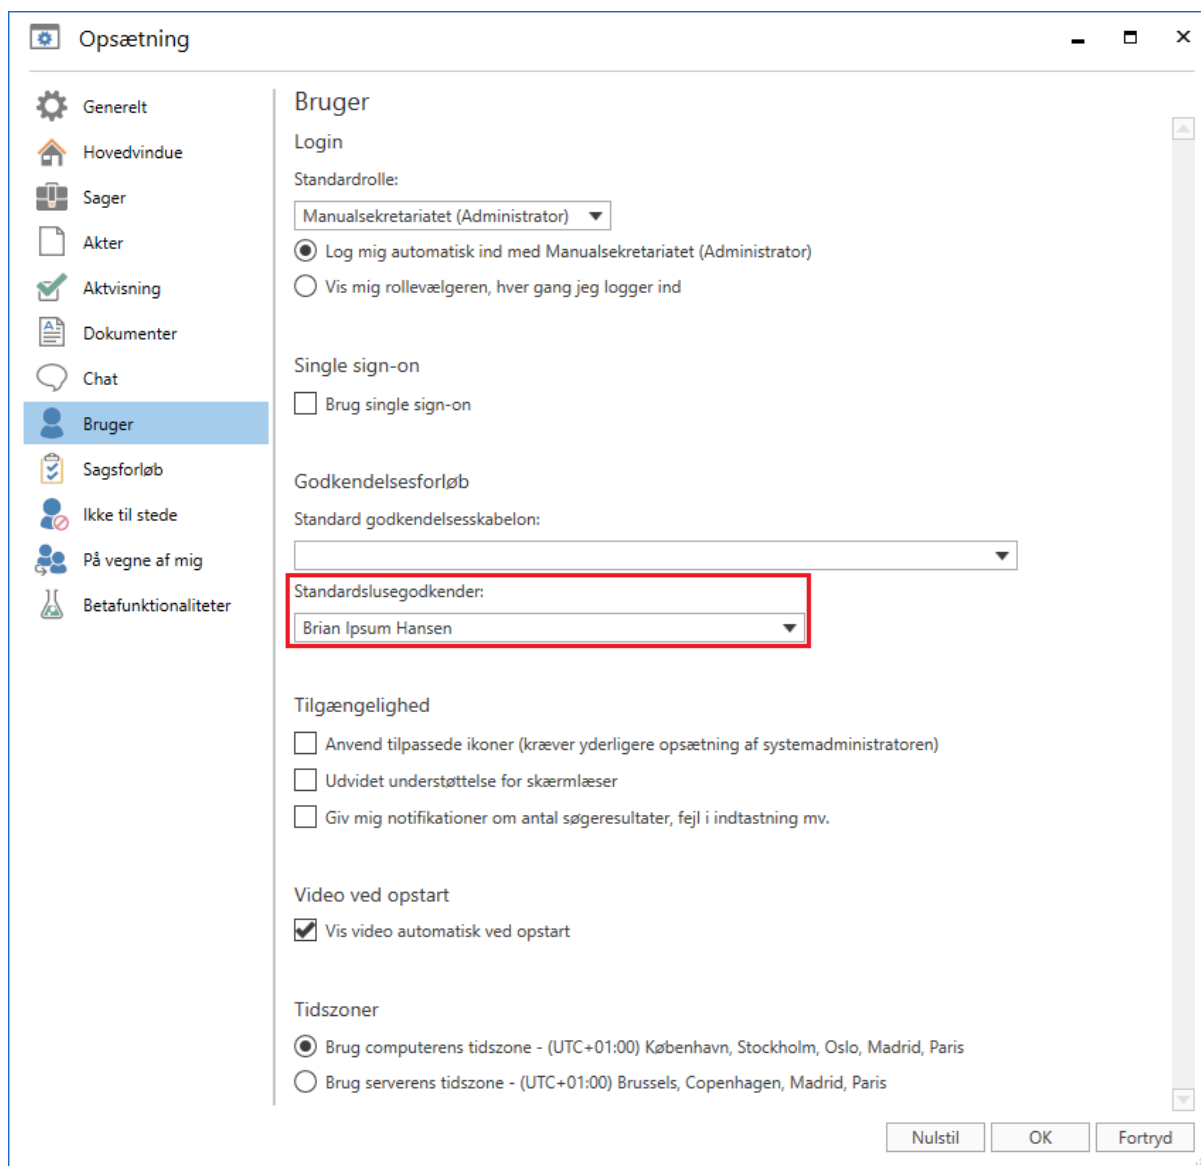 Opsætning
Generelt
Hovedvindue
Sager
Akter
Aktvisning
Dokumenter
Chat
Bruger
Sagsforløb
Ikke til stede
På vegne af mig
Betafunktionaliteter
Bruger
Login
Standardrolle:
Manualsekretariatet (Administrator)
Log mig automatisk ind med Manualsekretariatet (Administrator)
Vis mig rollevælgeren, hver gang jeg logger ind
Single sign-on
Brug single sign-on
Godkendelsesforløb
Standard godkendelsesskabelon:
Standardslusegodkender:
Brian Ipsum Hansen
Tilgængelighed
Anvend tilpassede ikoner (kræver yderligere opsætning af systemadministratoren)
Udvidet understøttelse for skærmlæser
Giv mig notifikationer om antal søgeresultater, fejl i indtastning mv.
Video ved opstart
Vis video automatisk ved opstart
Tidszoner
Brug computerens tidszone - (UTC+01:00) København, Stockholm, Oslo, Madrid, Paris
Brug serverens tidszone - (UTC+01:00) Brussels, Copenhagen, Madrid, Paris
Nulstil
OK
Fortryd